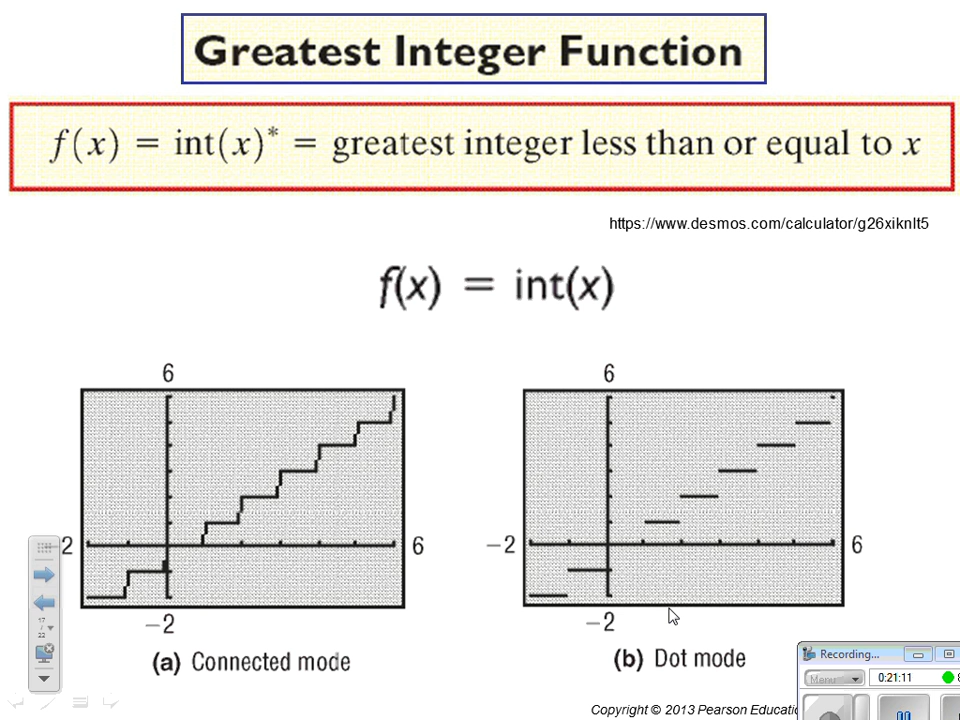 Greatest Integer Function
f(x) = int(x)* = greatest integer less than or equal to x
https://www.desmos.com/calculator/g26xiknlt5
f(x) = int(x)
6
2
6
−2
(a) Connected mode
6
−2
6
−2
(b) Dot mode
17
/
22
Recording...
Menu
0:21:11
Copyright © 2013 Pearson Educatio